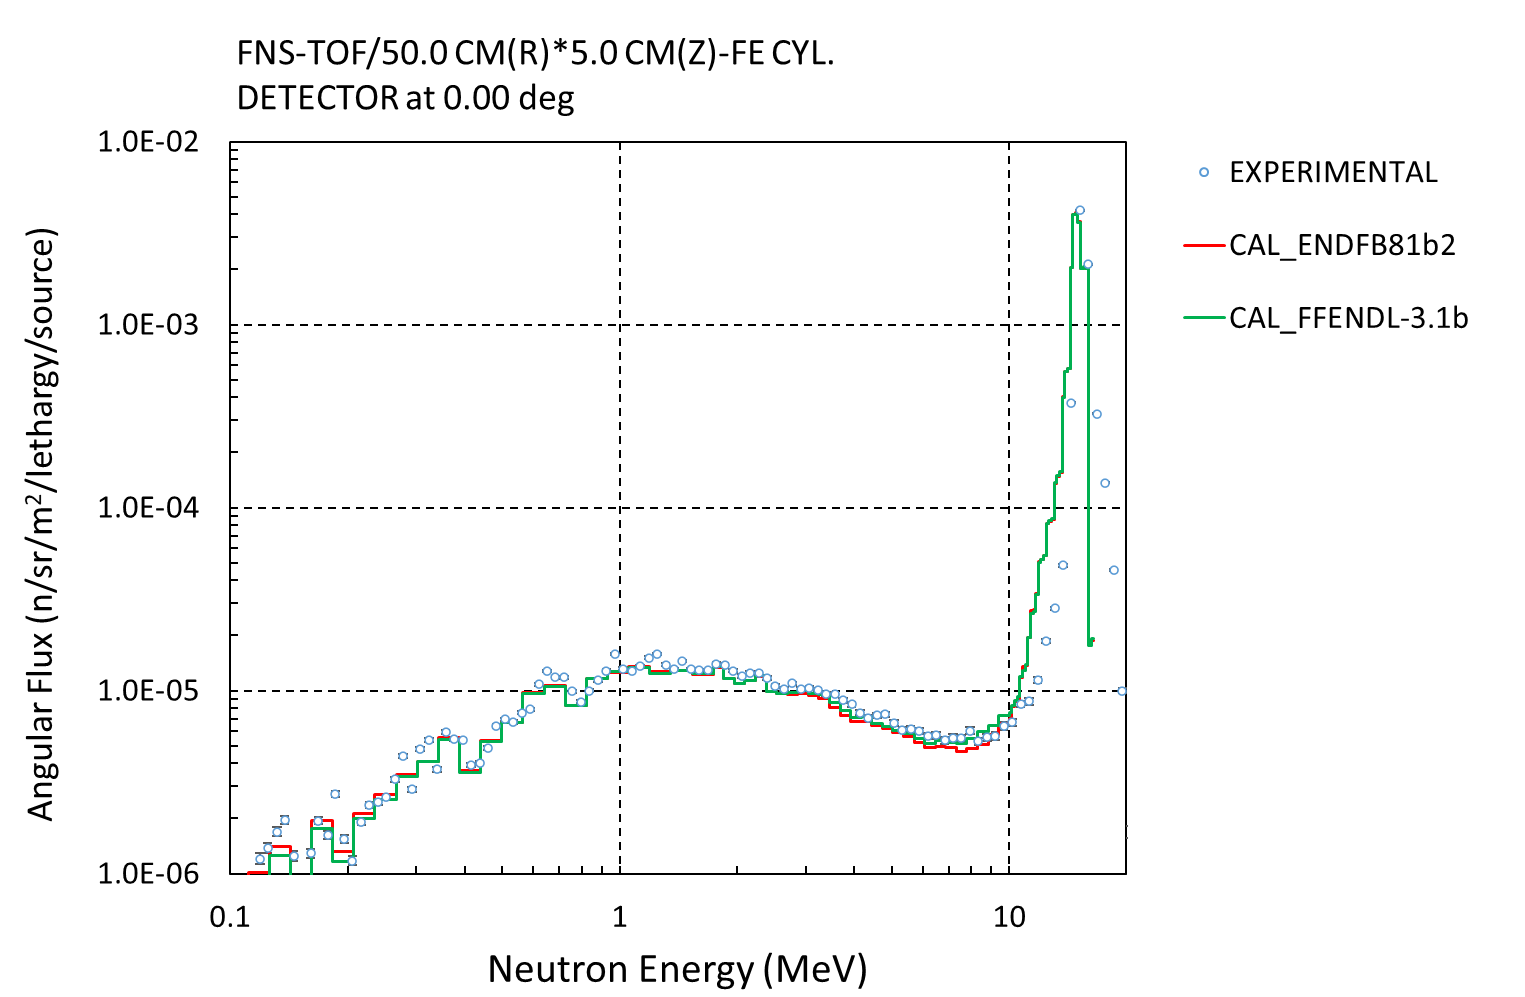 FNS-TOF/50.0 CM(R)*5.0 CM(Z)-FE CYL.
DETECTOR at 0.00 deg
1.0E-02
1.0E-03
1.0E-04
1.0E-05
1.0E-06
Angular Flux (n/sr/m²/lethargy/source)
0.1
1
10
Neutron Energy (MeV)
EXPERIMENTAL
CAL_ENDFB81b2
CAL_FFENDL-3.1b